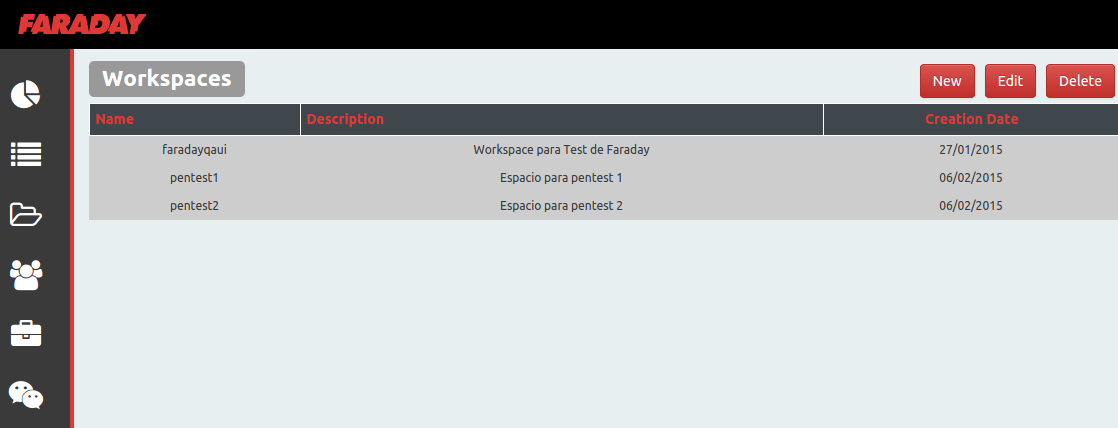 FARADAY
Workspaces
New Edit Delete
Name Description Creation Date
faradayqaui Workspace para Test de Faraday 27/01/2015
pentest1 Espacio para pentest 1 06/02/2015
pentest2 Espacio para pentest 2 06/02/2015